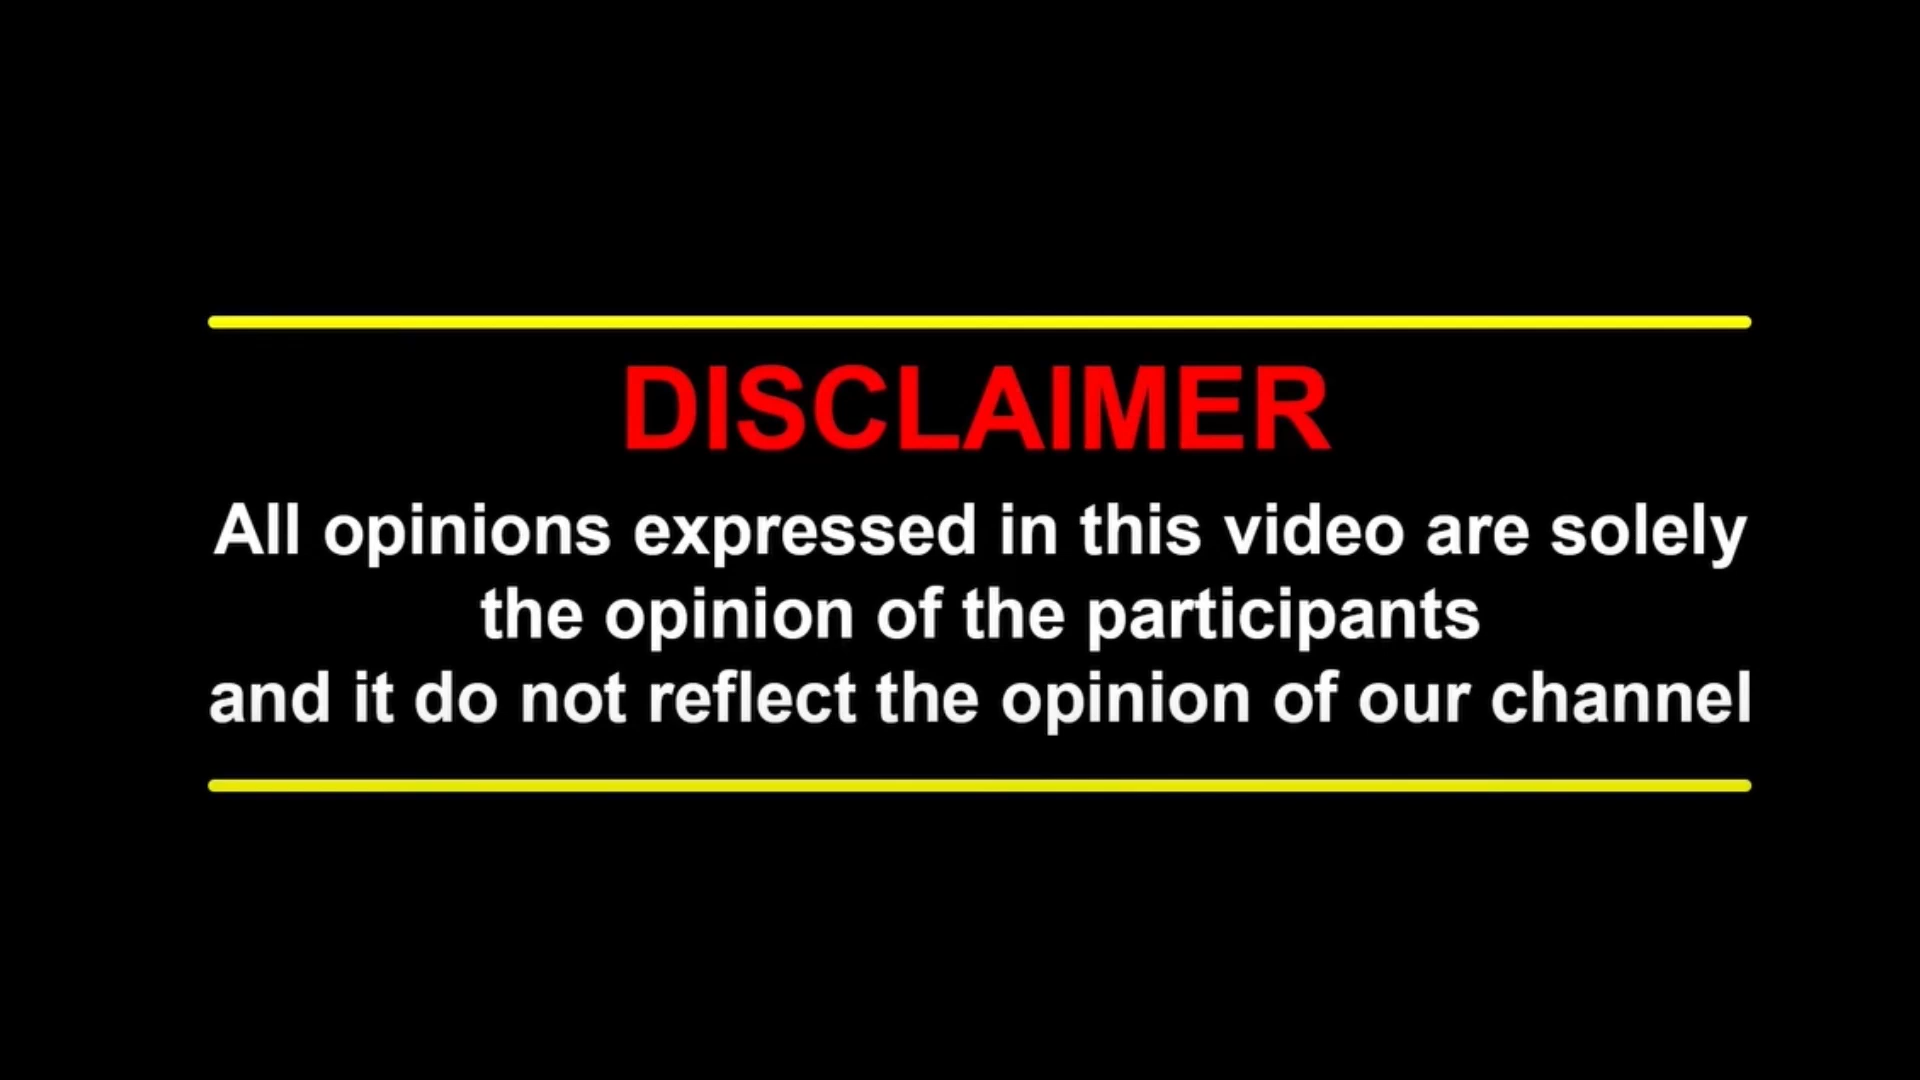 DISCLAIMER
All opinions expressed in this video are solely
the opinion of the participants
and it do not reflect the opinion of our channel